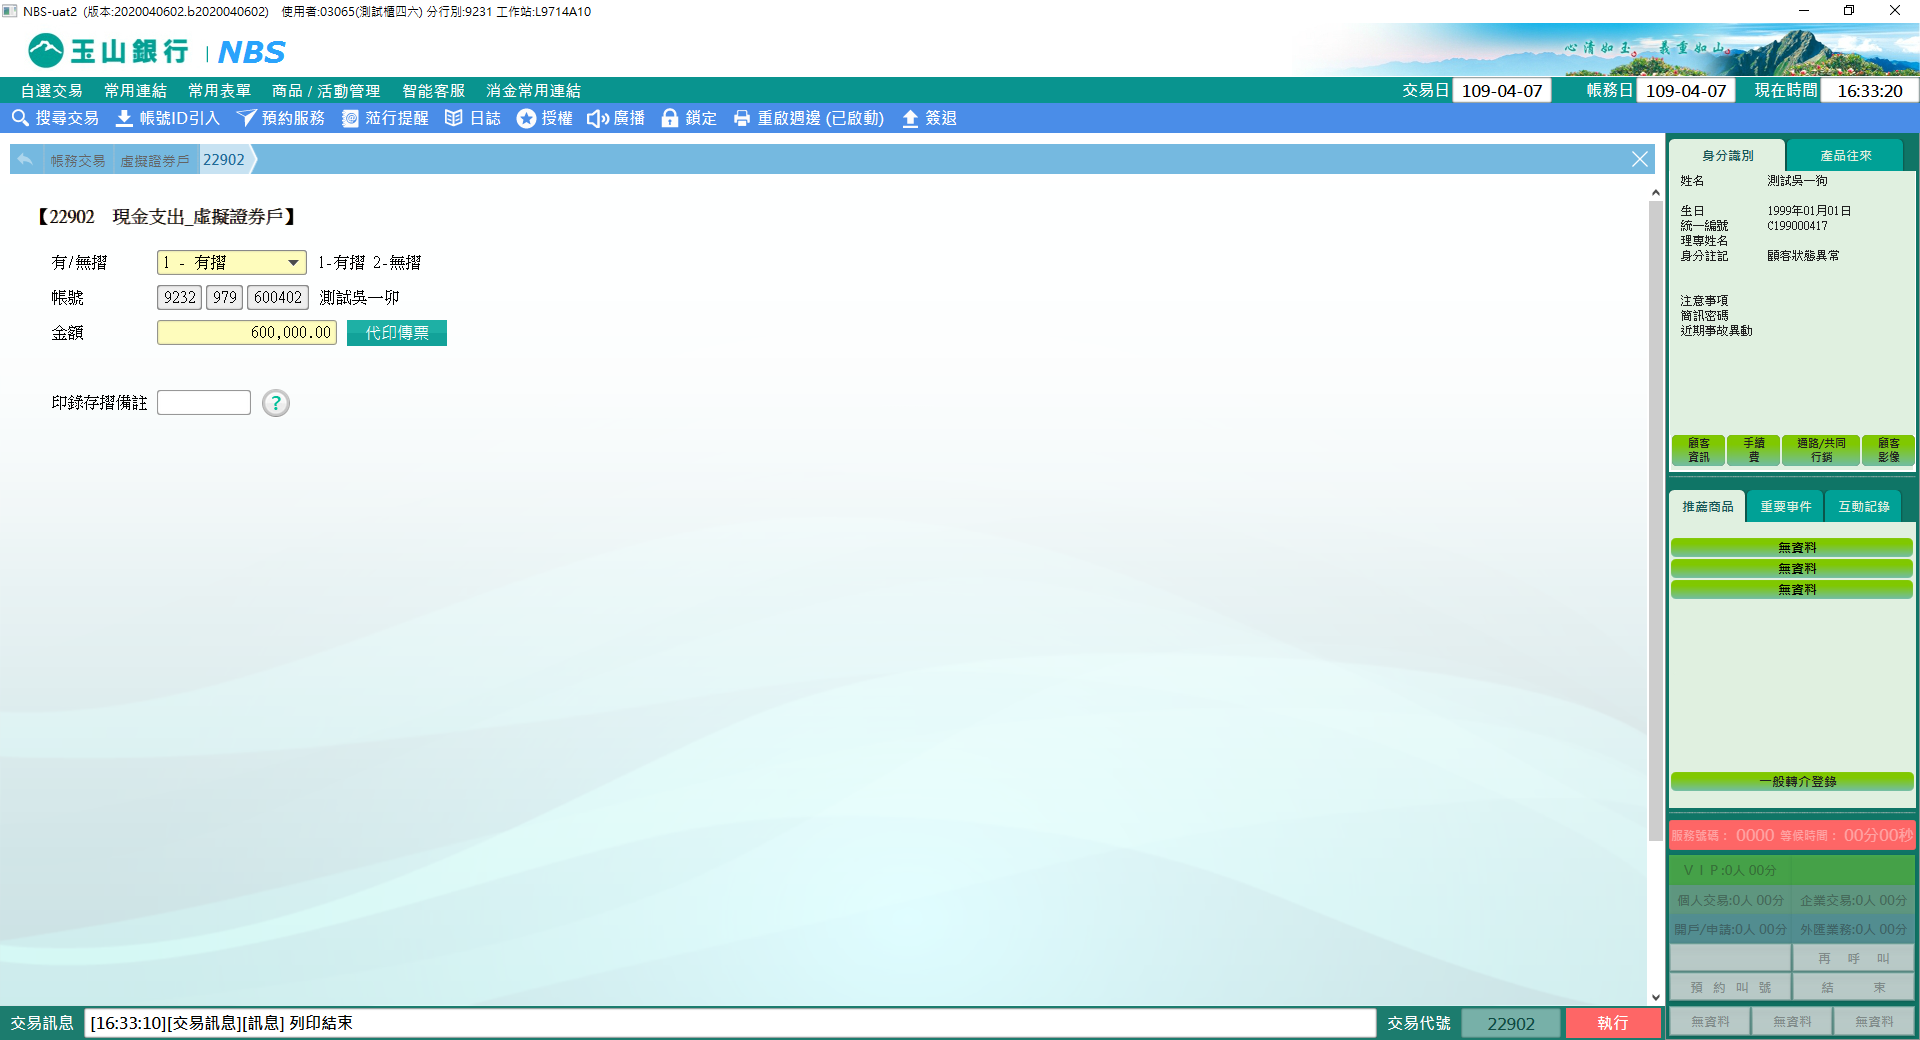 NBS-uat2 (版本:2020040602.b2020040602) 使用者:03065(測試櫃四六) 分行別:9231 工作站:L9714A10
玉山銀行 | NBS
心清如玉。義重如山。
自選交易 常用連結 常用表單 商品 / 活動管理 智能客服 消金常用連結 交易日 109-04-07 帳務日 109-04-07 現在時間 16:33:20
搜尋交易 帳號ID引入 預約服務 蒞行提醒 日誌 授權 廣播 鎖定 重啟週邊 (已啟動) 簽退
帳務交易 虛擬證券戶 22902
【22902 現金支出_虛擬證券戶】
有/無摺 1 - 有摺 1-有摺 2-無摺
帳號 9232 979 600402 測試吳一卯
金額 600,000.00 代印傳票
印錄存摺備註 ?
身分識別 產品往來
姓名 測試吳一狗
生日 1999年01月01日
統一編號 C199000417
理專姓名
身分註記 顧客狀態異常
注意事項
簡訊密碼
近期事故異動
顧客資訊 手續費 通路/共同行銷 顧客影像
推薦商品 重要事件 互動記錄
無資料
無資料
無資料
一般轉介登錄
服務號碼: 0000 等候時間: 00分00秒
V I P:0人 00分
個人交易:0人 00分 企業交易:0人 00分
開戶/申請:0人 00分 外匯業務:0人 00分
再 呼 叫
預 約 叫 號 結 束
無資料 無資料 無資料
交易訊息 [16:33:10][交易訊息][訊息] 列印結束 交易代號 22902 執行